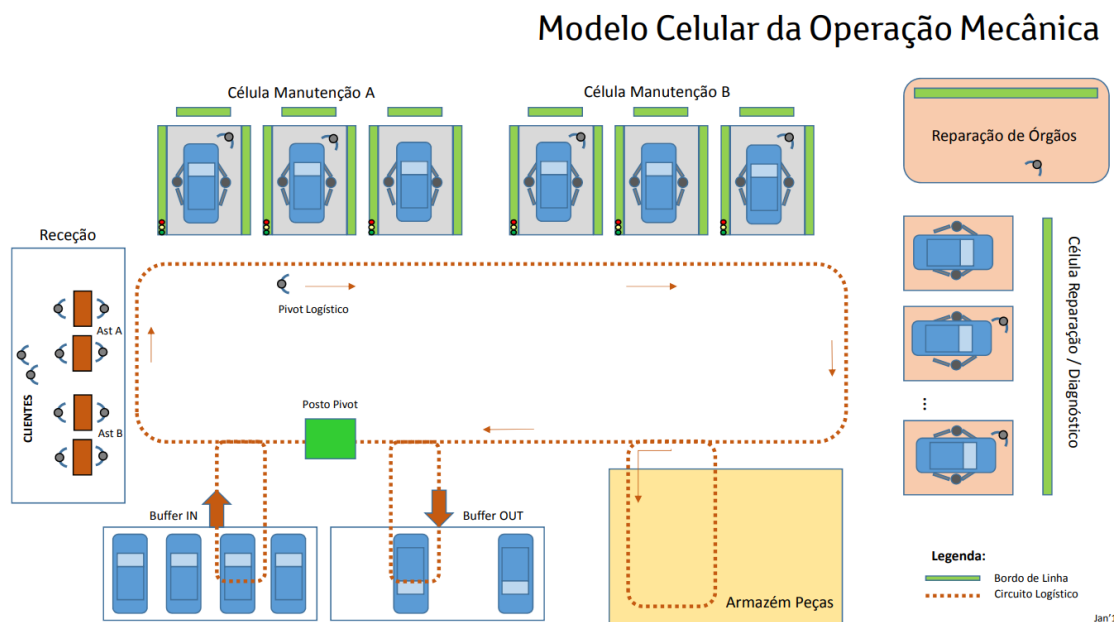 Modelo Celular da Operação Mecânica
Célula Manutenção A
Célula Manutenção B
Reparação de Órgãos
Receção
Célula Reparação / Diagnóstico
Pivot Logístico
Ast A
CLIENTES
Posto Pivot
...
Ast B
Buffer IN
Buffer OUT
Legenda:
Bordo de Linha
Circuito Logístico
Armazém Peças